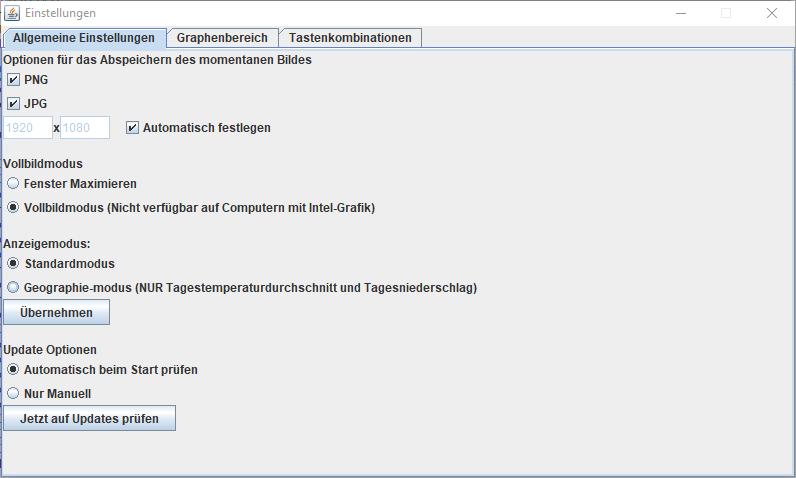 Einstellungen
Allgemeine Einstellungen Graphenbereich Tastenkombinationen
Optionen für das Abspeichern des momentanen Bildes
PNG
JPG
1920 x 1080 Automatisch festlegen
Vollbildmodus
Fenster Maximieren
Vollbildmodus (Nicht verfügbar auf Computern mit Intel-Grafik)
Anzeigemodus:
Standardmodus
Geographie-modus (NUR Tagestemperaturdurchschnitt und Tagesniederschlag)
Übernehmen
Update Optionen
Automatisch beim Start prüfen
Nur Manuell
Jetzt auf Updates prüfen